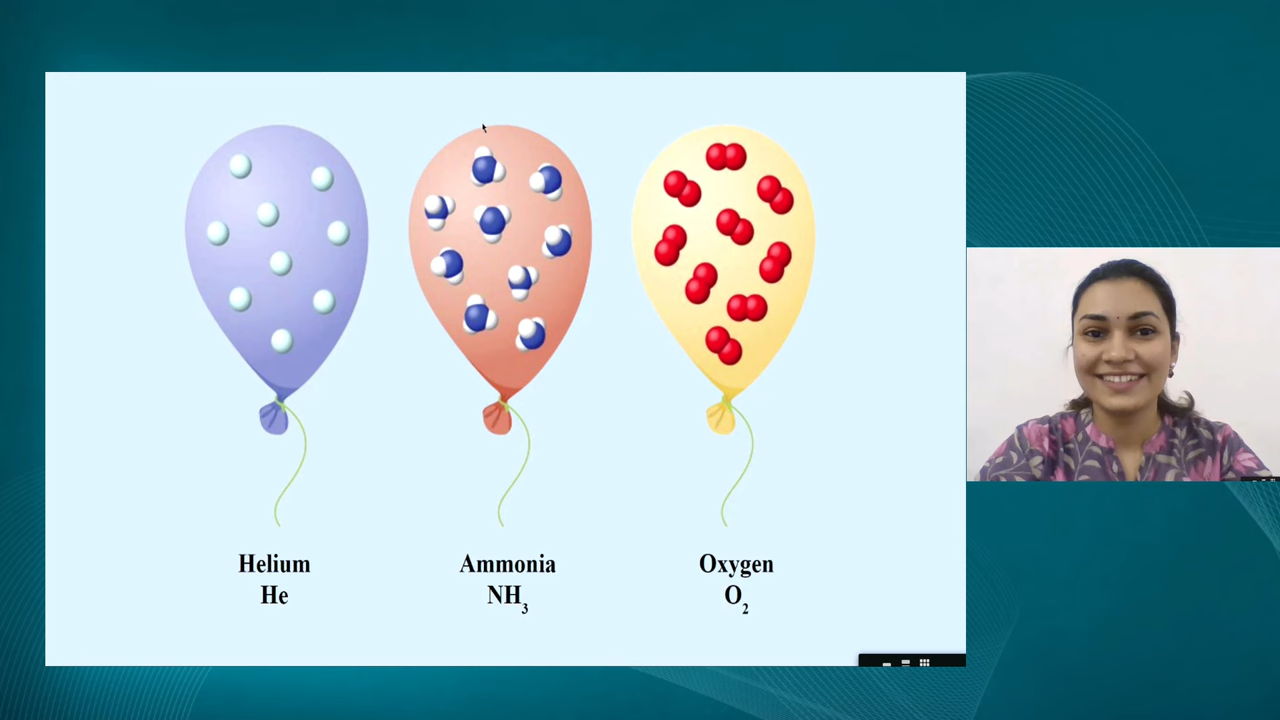 Helium
He
Ammonia
NH₃
Oxygen
O₂